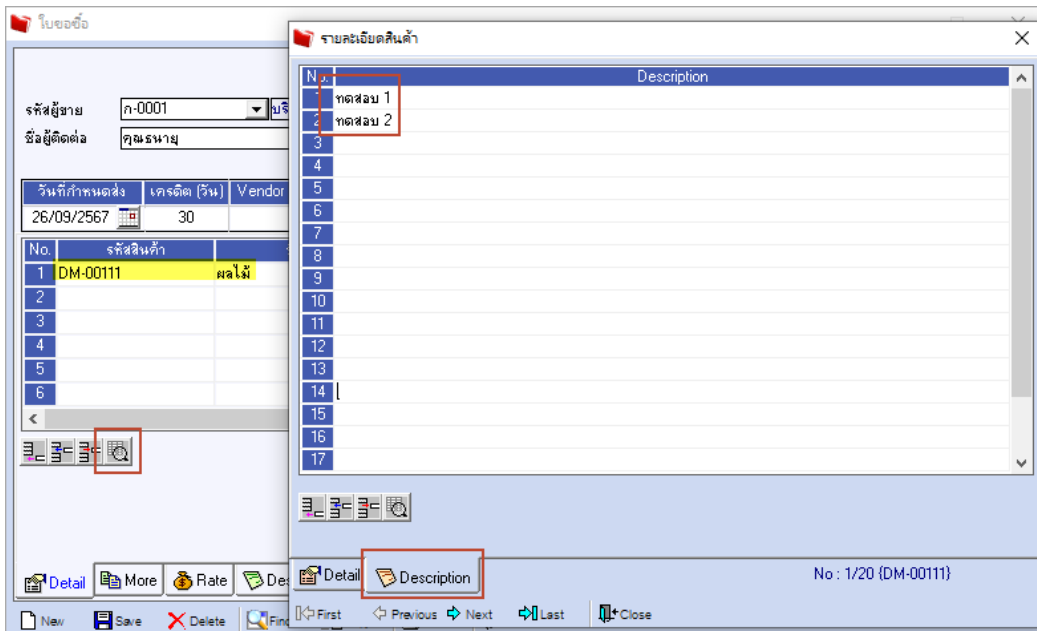 ใบขอซื้อ
รหัสผู้ขาย ก-0001 บริ
ชื่อผู้ติดต่อ คุณธนายุ
วันที่กำหนดส่ง เครดิต (วัน) Vendor
26/09/2567 30
No. รหัสสินค้า
1 DM-00111 ผลไม้
2
3
4
5
6
Detail More Rate Des
New Save Delete Find
รายละเอียดสินค้า
No. Description
1 ทดสอบ 1
2 ทดสอบ 2
3
4
5
6
7
8
9
10
11
12
13
14
15
16
17
Detail Description No : 1/20 {DM-00111}
First Previous Next Last Close